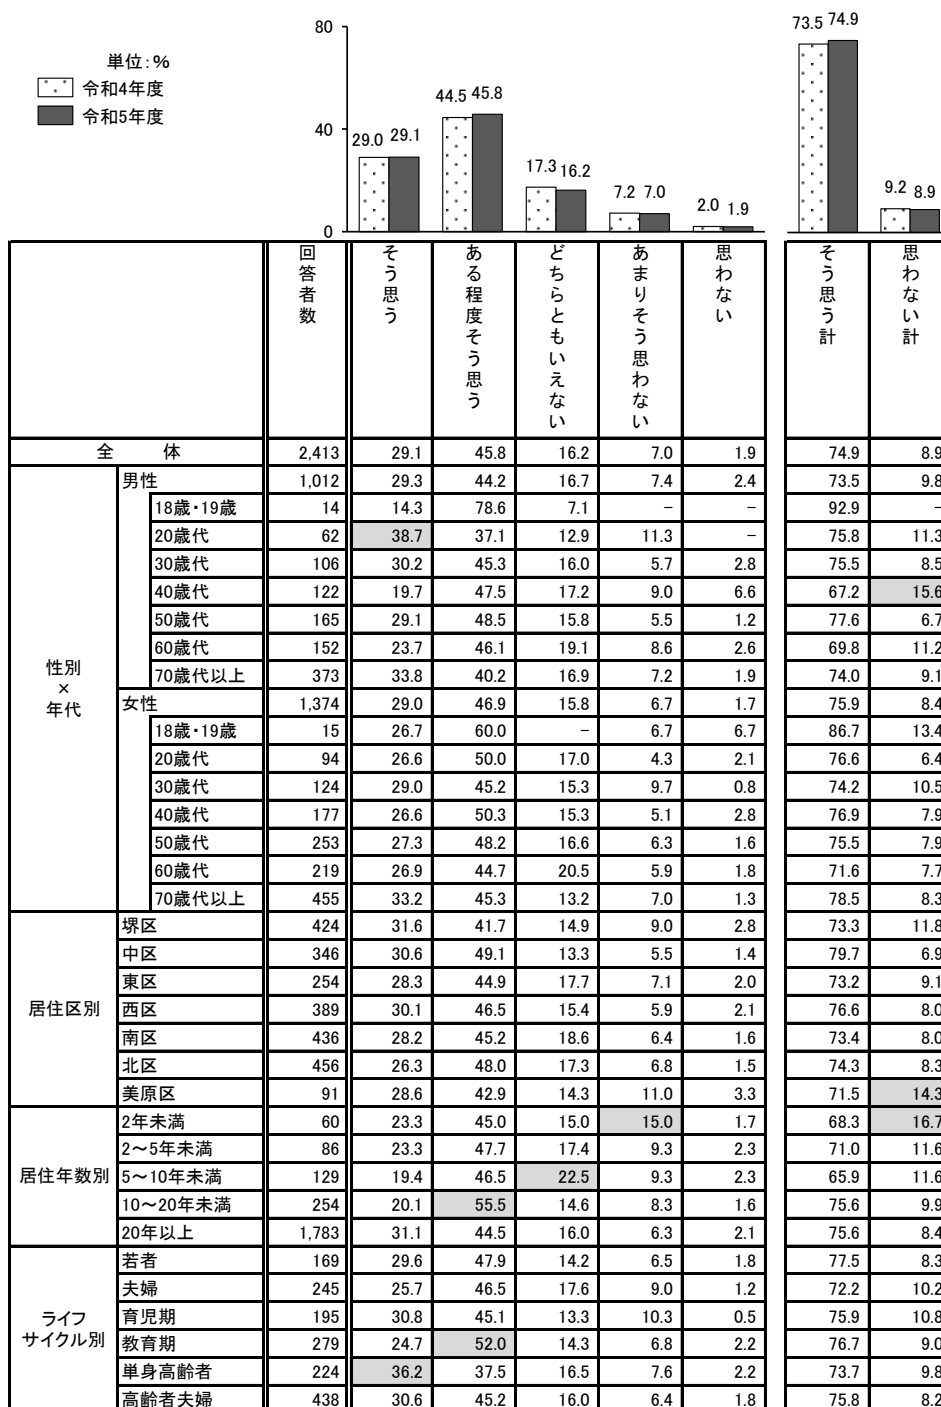 単位:%
令和4年度
令和5年度
80
40
0
29.0 29.1
44.5 45.8
17.3 16.2
7.2 7.0
2.0 1.9
73.5 74.9
9.2 8.9
回答者数 そう思う ある程度そう思う どちらともいえない あまりそう思わない 思わない そう思う計 思わない計
全 体 2,413 29.1 45.8 16.2 7.0 1.9 74.9 8.9
性別×年代
男性 1,012 29.3 44.2 16.7 7.4 2.4 73.5 9.8
18歳・19歳 14 14.3 78.6 7.1 − − 92.9 −
20歳代 62 38.7 37.1 12.9 11.3 − 75.8 11.3
30歳代 106 30.2 45.3 16.0 5.7 2.8 75.5 8.5
40歳代 122 19.7 47.5 17.2 9.0 6.6 67.2 15.6
50歳代 165 29.1 48.5 15.8 5.5 1.2 77.6 6.7
60歳代 152 23.7 46.1 19.1 8.6 2.6 69.8 11.2
70歳代以上 373 33.8 40.2 16.9 7.2 1.9 74.0 9.1
女性 1,374 29.0 46.9 15.8 6.7 1.7 75.9 8.4
18歳・19歳 15 26.7 60.0 − 6.7 6.7 86.7 13.4
20歳代 94 26.6 50.0 17.0 4.3 2.1 76.6 6.4
30歳代 124 29.0 45.2 15.3 9.7 0.8 74.2 10.5
40歳代 177 26.6 50.3 15.3 5.1 2.8 76.9 7.9
50歳代 253 27.3 48.2 16.6 6.3 1.6 75.5 7.9
60歳代 219 26.9 44.7 20.5 5.9 1.8 71.6 7.7
70歳代以上 455 33.2 45.3 13.2 7.0 1.3 78.5 8.3
居住区別
堺区 424 31.6 41.7 14.9 9.0 2.8 73.3 11.8
中区 346 30.6 49.1 13.3 5.5 1.4 79.7 6.9
東区 254 28.3 44.9 17.7 7.1 2.0 73.2 9.1
西区 389 30.1 46.5 15.4 5.9 2.1 76.6 8.0
南区 436 28.2 45.2 18.6 6.4 1.6 73.4 8.0
北区 456 26.3 48.0 17.3 6.8 1.5 74.3 8.3
美原区 91 28.6 42.9 14.3 11.0 3.3 71.5 14.3
居住年数別
2年未満 60 23.3 45.0 15.0 15.0 1.7 68.3 16.7
2〜5年未満 86 23.3 47.7 17.4 9.3 2.3 71.0 11.6
5〜10年未満 129 19.4 46.5 22.5 9.3 2.3 65.9 11.6
10〜20年未満 254 20.1 55.5 14.6 8.3 1.6 75.6 9.9
20年以上 1,783 31.1 44.5 16.0 6.3 2.1 75.6 8.4
ライフサイクル別
若者 169 29.6 47.9 14.2 6.5 1.8 77.5 8.3
夫婦 245 25.7 46.5 17.6 9.0 1.2 72.2 10.2
育児期 195 30.8 45.1 13.3 10.3 0.5 75.9 10.8
教育期 279 24.7 52.0 14.3 6.8 2.2 76.7 9.0
単身高齢者 224 36.2 37.5 16.5 7.6 2.2 73.7 9.8
高齢者夫婦 438 30.6 45.2 16.0 6.4 1.8 75.8 8.2